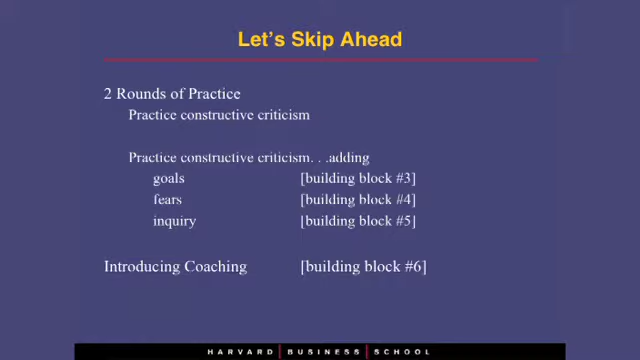 Let's Skip Ahead
2 Rounds of Practice
Practice constructive criticism
Practice constructive criticism. . .adding
goals [building block #3]
fears [building block #4]
inquiry [building block #5]
Introducing Coaching [building block #6]
HARVARD | BUSINESS | SCHOOL